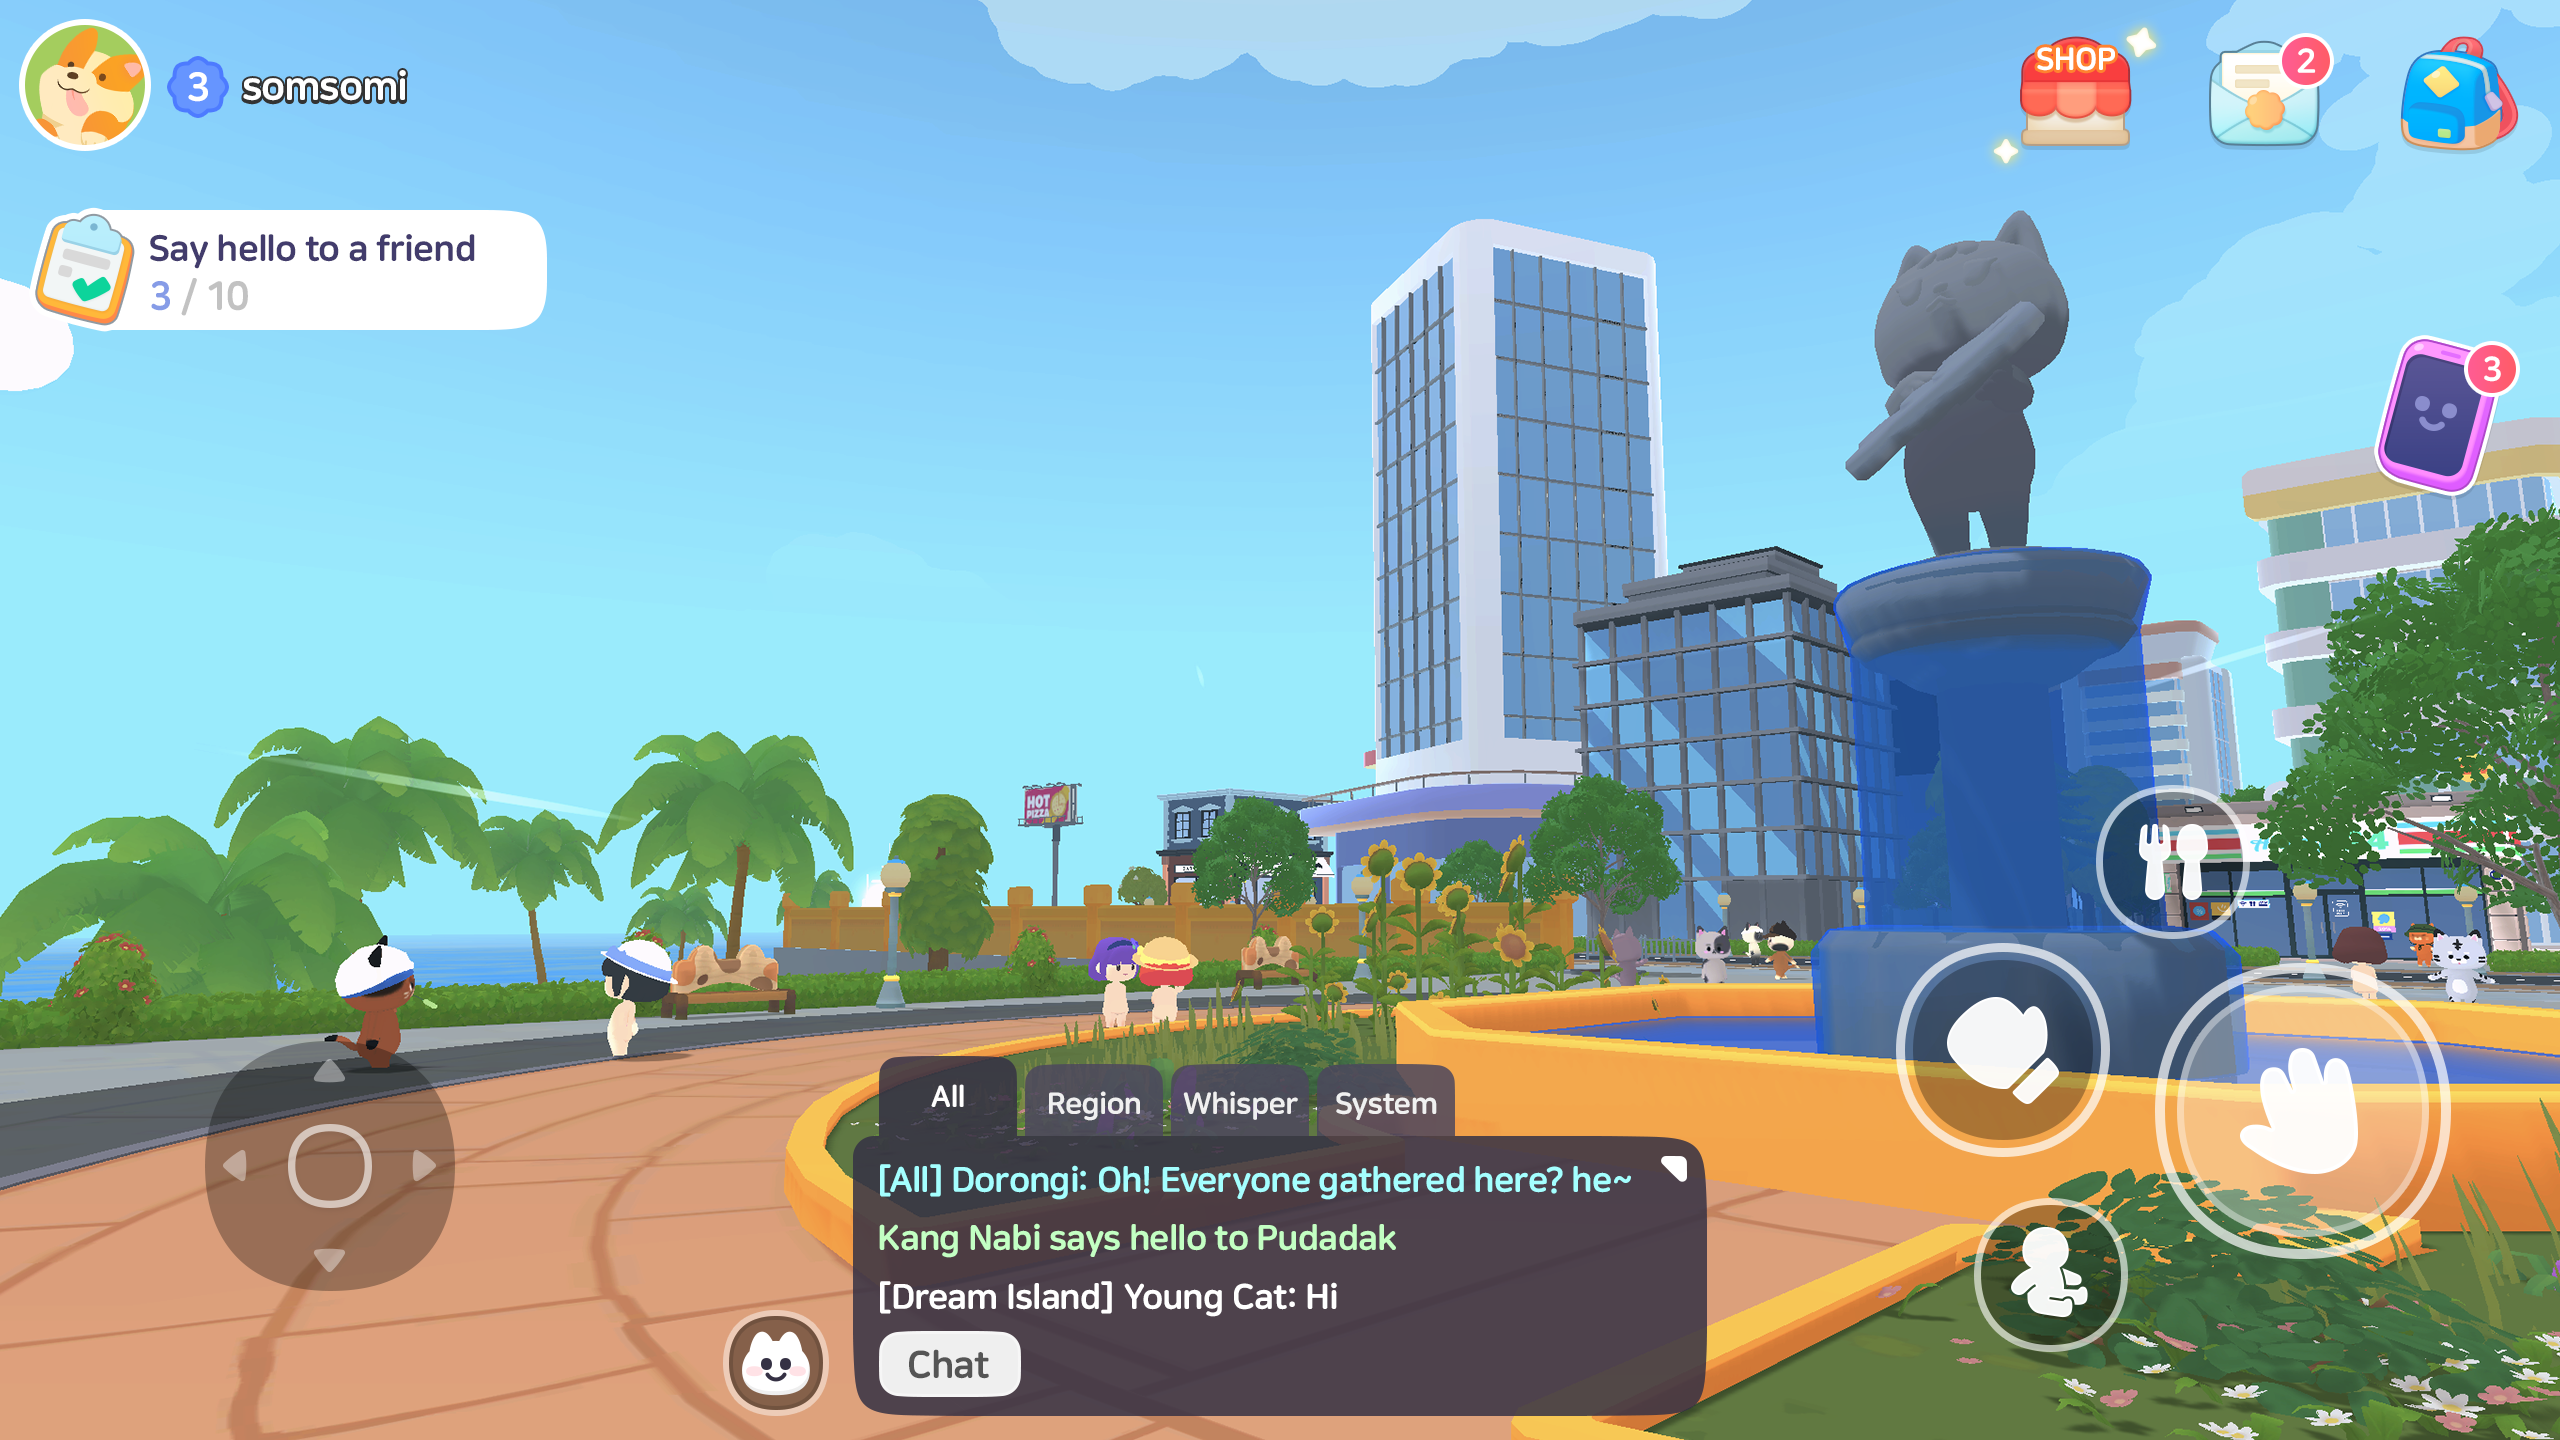 3 somsomi
SHOP
2
Say hello to a friend
3 / 10
3
HOT
PIZZA
All
Region
Whisper
System
[All] Dorongi: Oh! Everyone gathered here? he~
Kang Nabi says hello to Pudadak
[Dream Island] Young Cat: Hi
Chat